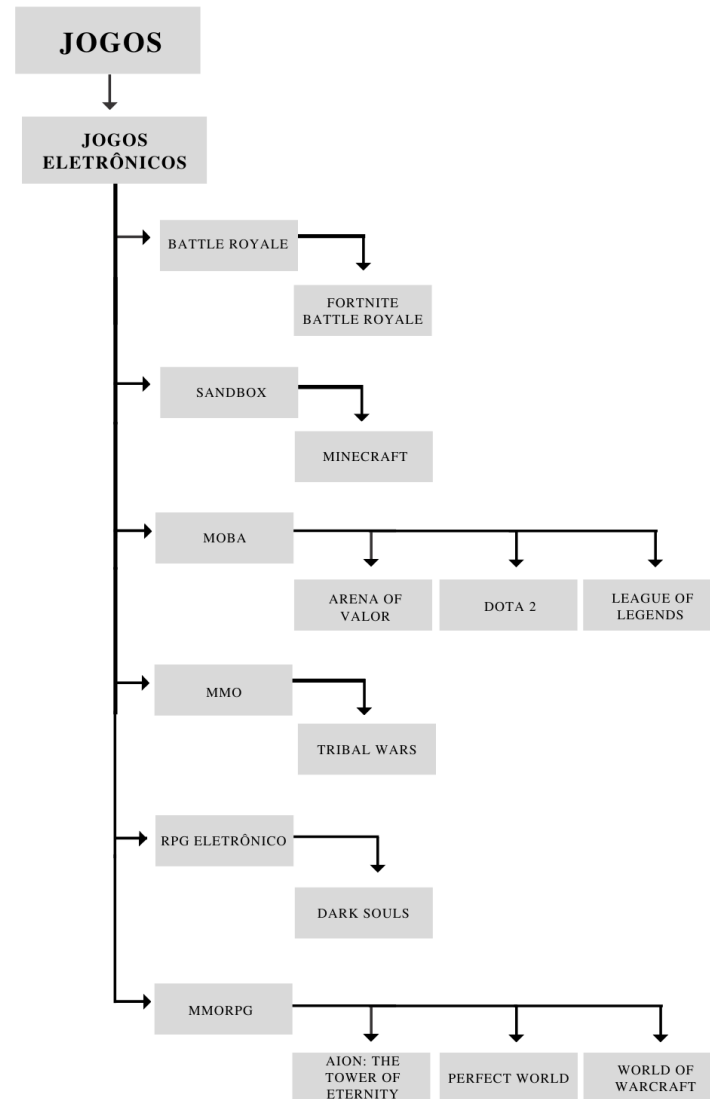 JOGOS
JOGOS
ELETRÔNICOS
BATTLE ROYALE
FORTNITE
BATTLE ROYALE
SANDBOX
MINECRAFT
MOBA
ARENA OF
VALOR
DOTA 2
LEAGUE OF
LEGENDS
MMO
TRIBAL WARS
RPG ELETRÔNICO
DARK SOULS
MMORPG
AION: THE
TOWER OF
ETERNITY
PERFECT WORLD
WORLD OF
WARCRAFT